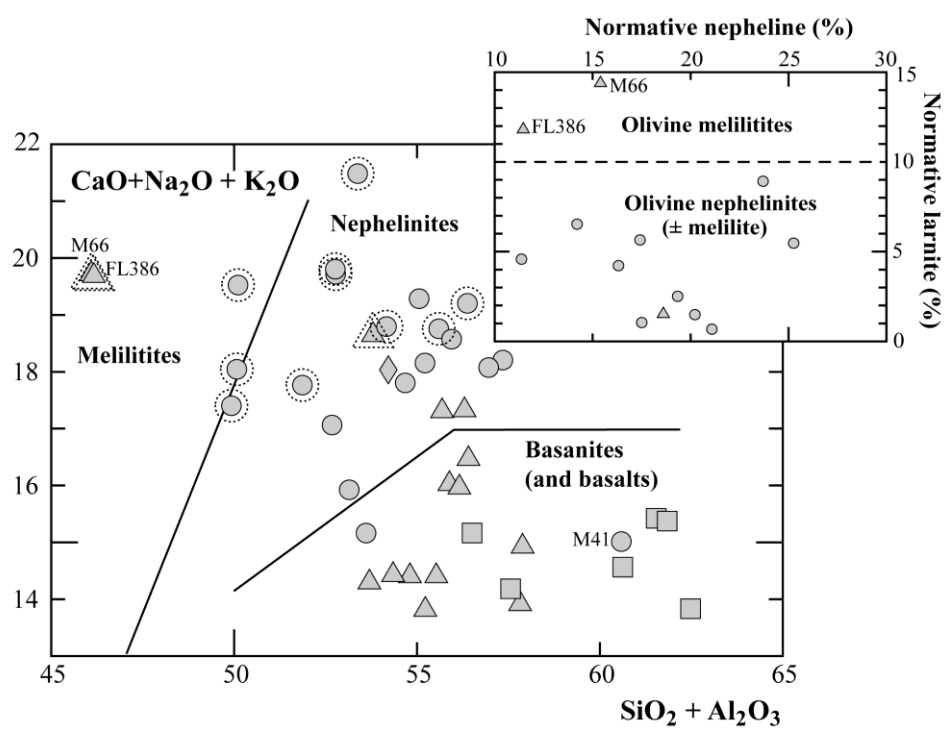 Normative nepheline (%)
10 15 20 25 30
M66
FL386
Olivine melilitites
Olivine nephelinites
(± melilite)
15
10
5
0
Normative larnite (%)
22
20
18
16
14
CaO+Na₂O + K₂O
Nephelinites
M66
FL386
Melilitites
Basanites
(and basalts)
M41
45 50 55 60 65
SiO₂ + Al₂O₃